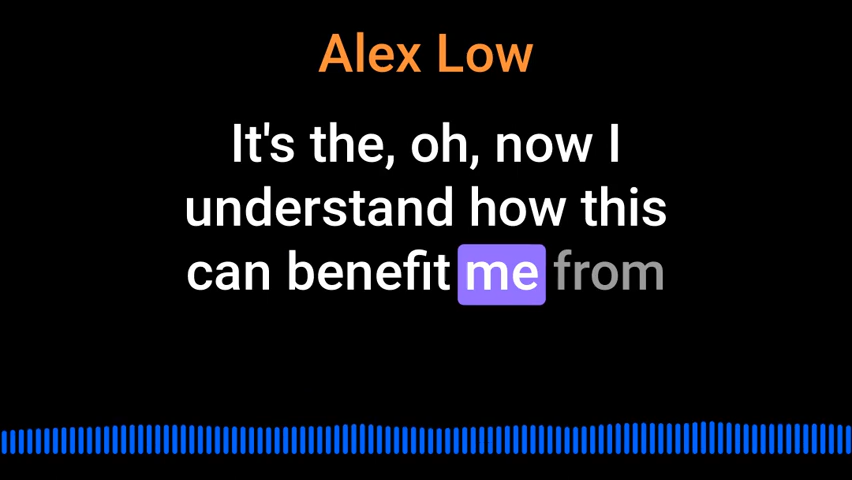 Alex Low
It's the, oh, now I
understand how this
can benefit me from